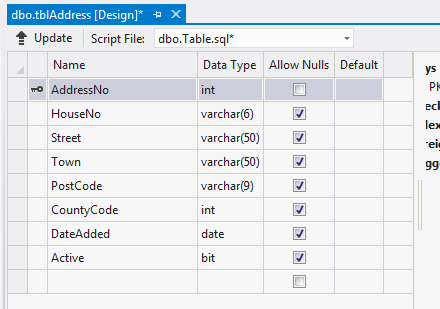 dbo.tblAddress [Design]*
Update Script File: dbo.Table.sql*
Name Data Type Allow Nulls Default
AddressNo int
HouseNo varchar(6)
Street varchar(50)
Town varchar(50)
PostCode varchar(9)
CountyCode int
DateAdded date
Active bit
ys
PK
eck
lex
reig
gge